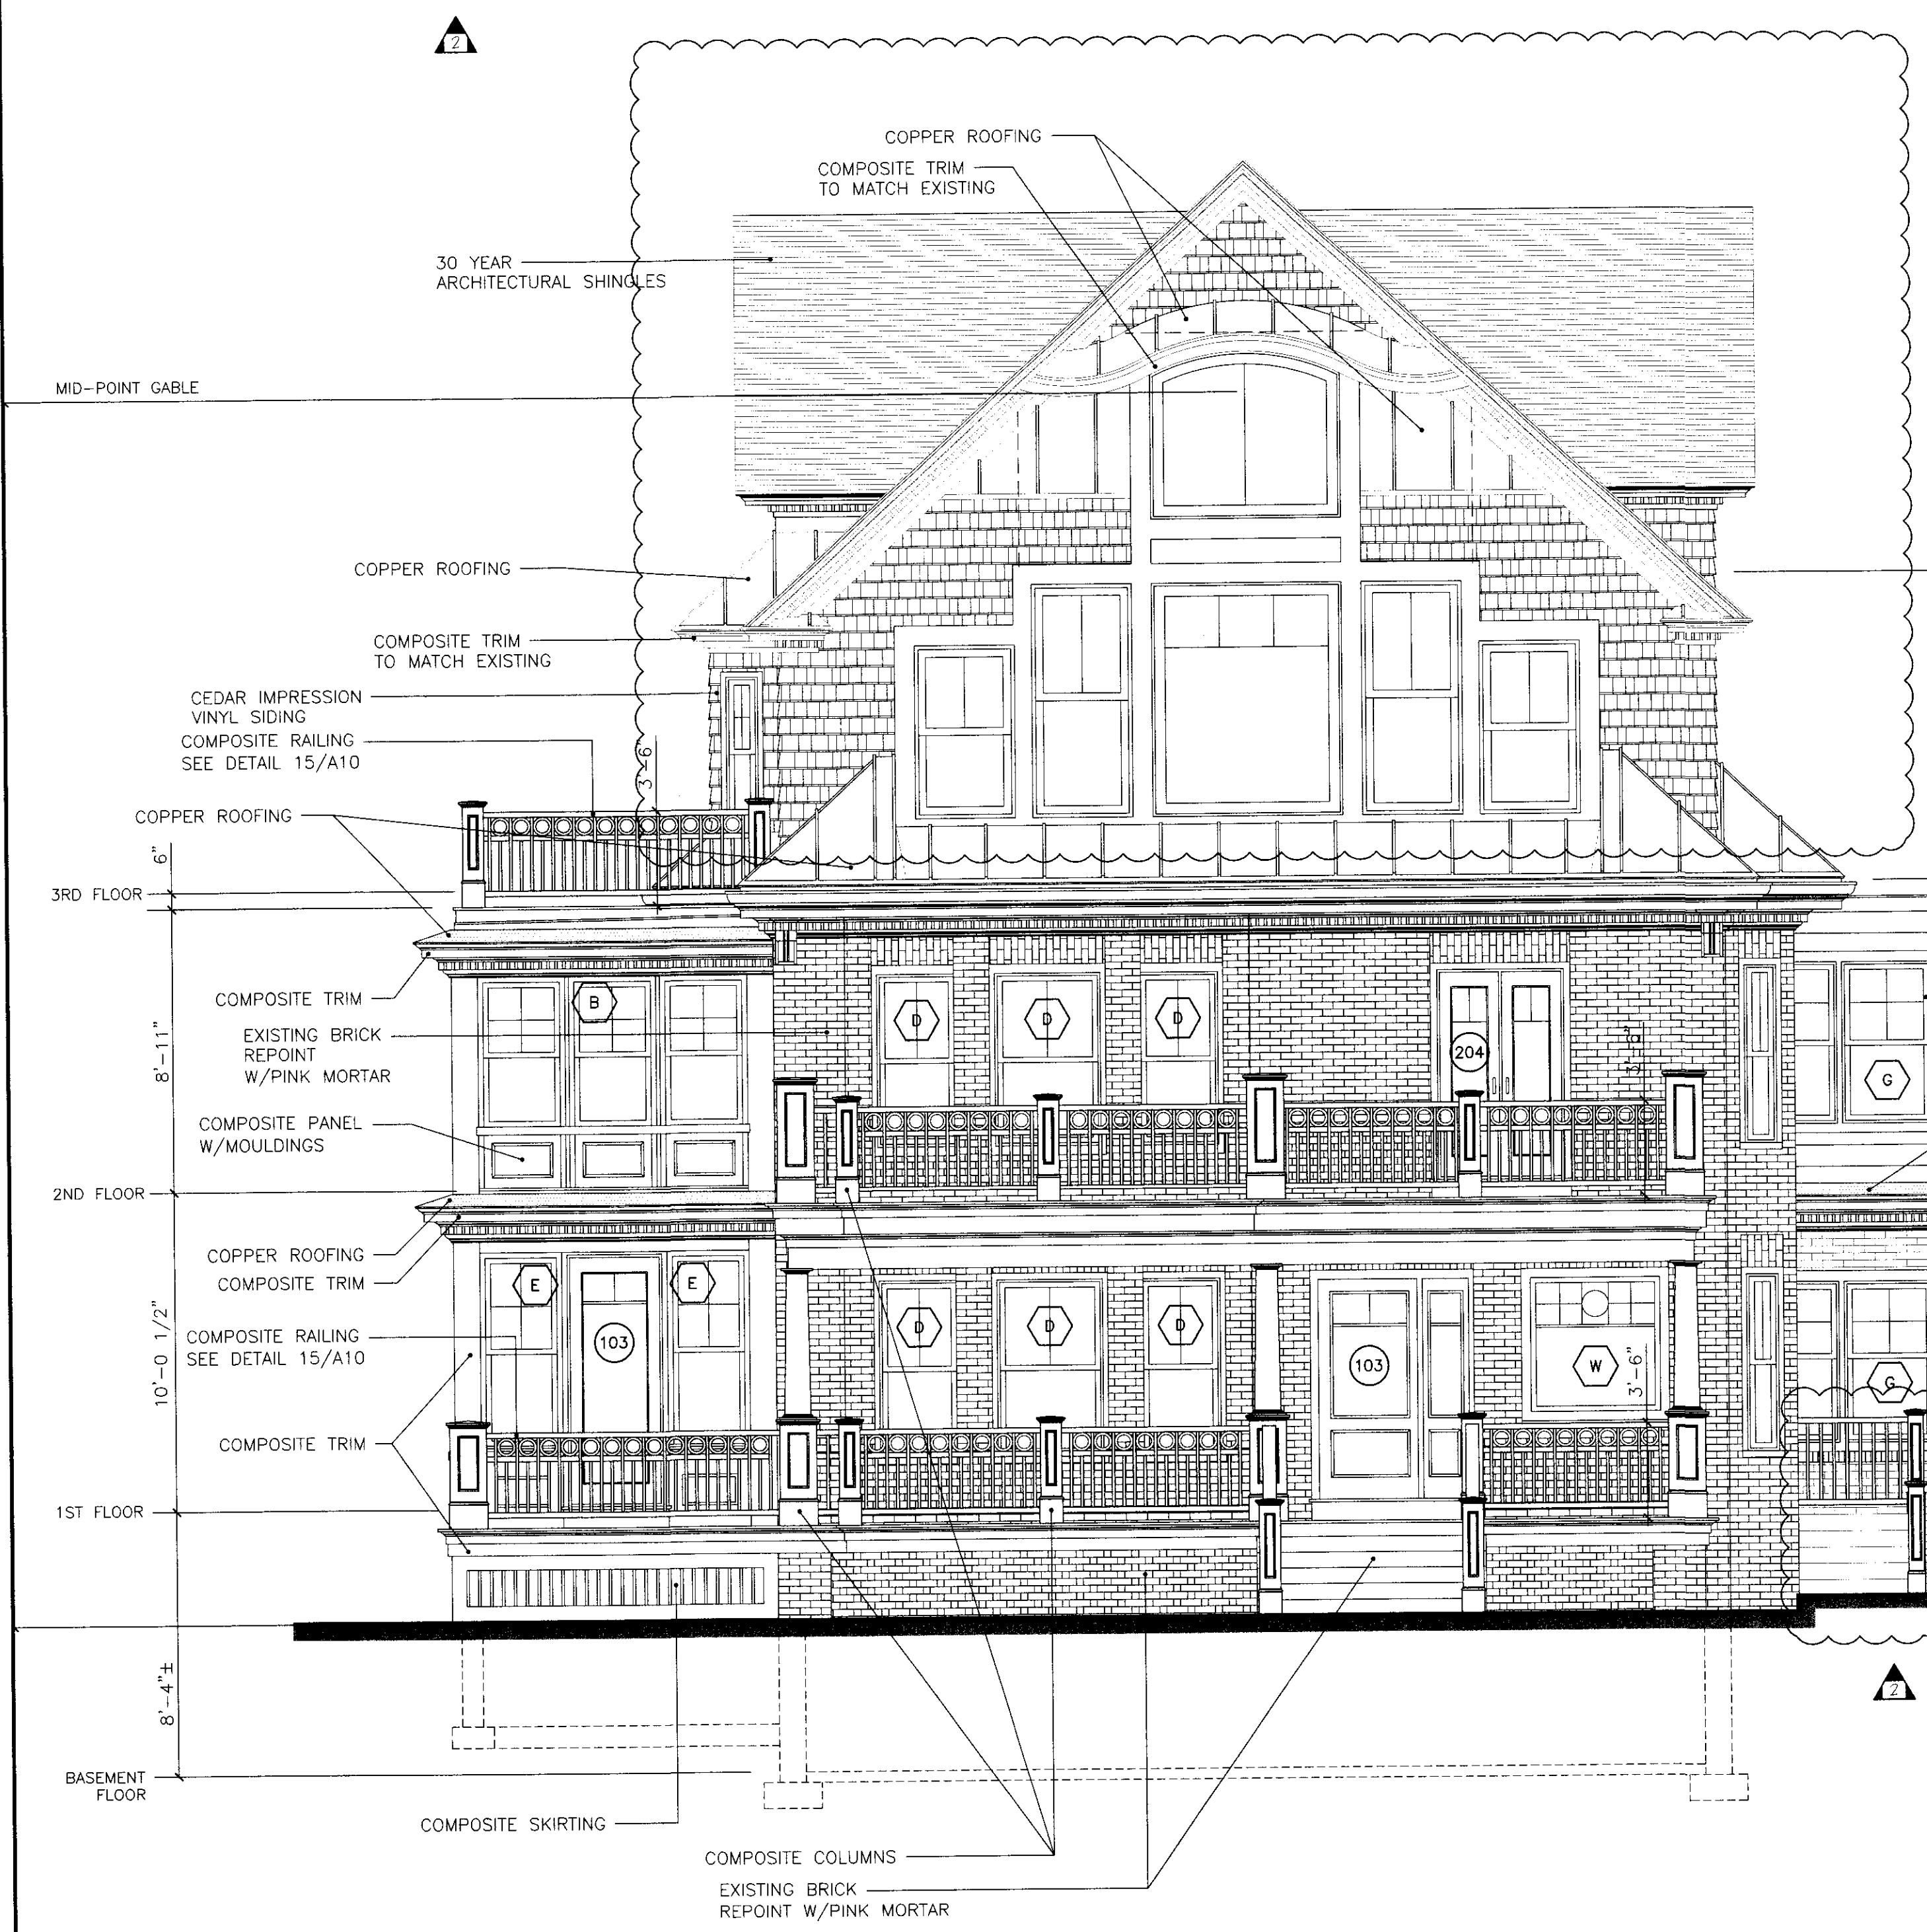 2
COPPER ROOFING
COMPOSITE TRIM
TO MATCH EXISTING
30 YEAR
ARCHITECTURAL SHINGLES
MID-POINT GABLE
COPPER ROOFING
COMPOSITE TRIM
TO MATCH EXISTING
CEDAR IMPRESSION
VINYL SIDING
COMPOSITE RAILING
SEE DETAIL 15/A10
3'-6"
COPPER ROOFING
6"
3RD FLOOR
COMPOSITE TRIM
B
D
D
D
204
3'-6"
G
EXISTING BRICK
REPOINT
W/PINK MORTAR
8'-11"
COMPOSITE PANEL
W/MOULDINGS
2ND FLOOR
COPPER ROOFING
COMPOSITE TRIM
E
E
103
D
D
D
103
W
3'-6"
G
10'-0 1/2"
COMPOSITE RAILING
SEE DETAIL 15/A10
COMPOSITE TRIM
1ST FLOOR
8'-4"±
2
BASEMENT
FLOOR
COMPOSITE SKIRTING
COMPOSITE COLUMNS
EXISTING BRICK
REPOINT W/PINK MORTAR